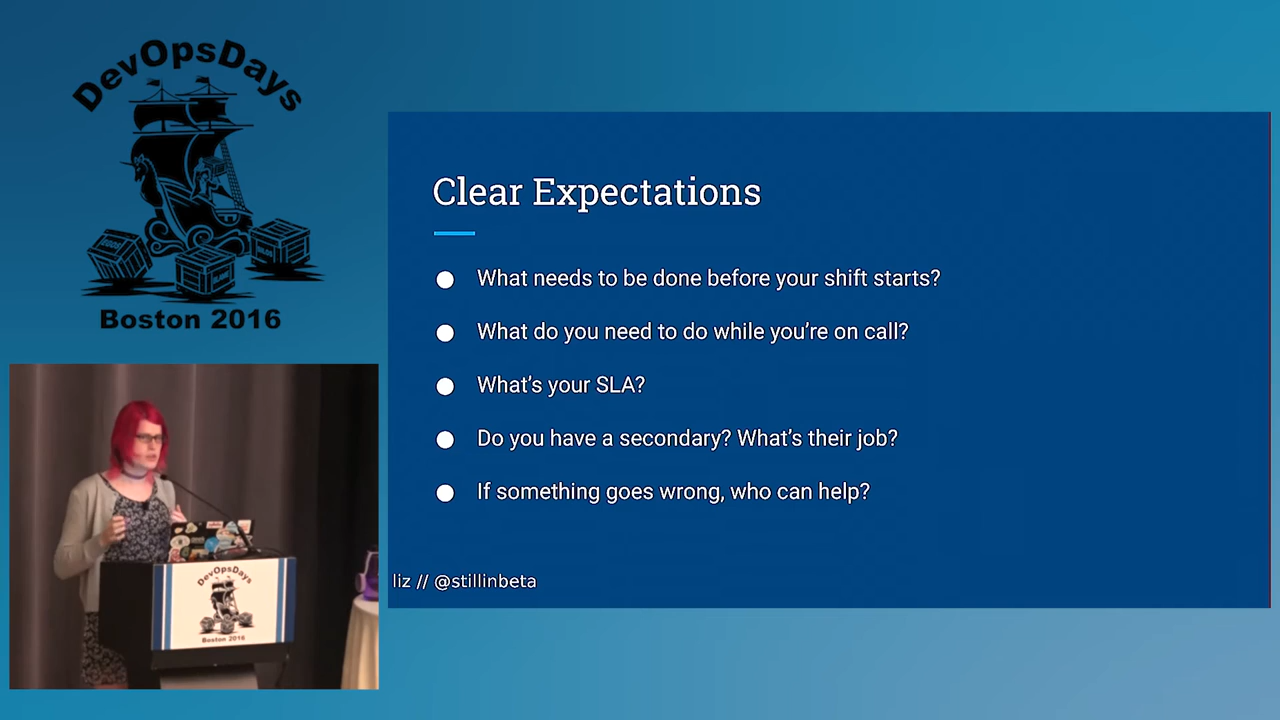 DevOpsDays
Boston 2016
Clear Expectations
What needs to be done before your shift starts?
What do you need to do while you’re on call?
What’s your SLA?
Do you have a secondary? What’s their job?
If something goes wrong, who can help?
liz // @stillinbeta
DevOpsDays
Boston 2016